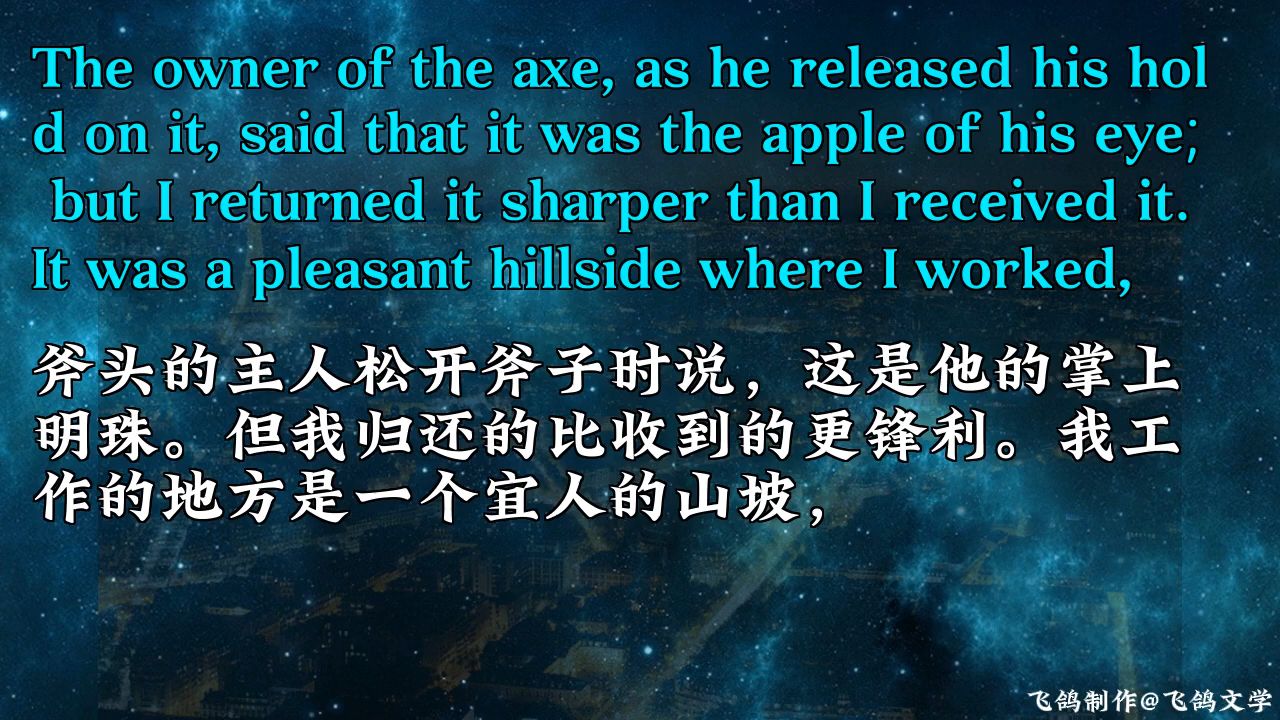 The owner of the axe, as he released his hol
d on it, said that it was the apple of his eye;
but I returned it sharper than I received it.
It was a pleasant hillside where I worked,
斧头的主人松开斧子时说，这是他的掌上
明珠。但我归还的比收到的更锋利。我工
作的地方是一个宜人的山坡，
飞鸽制作@飞鸽文学